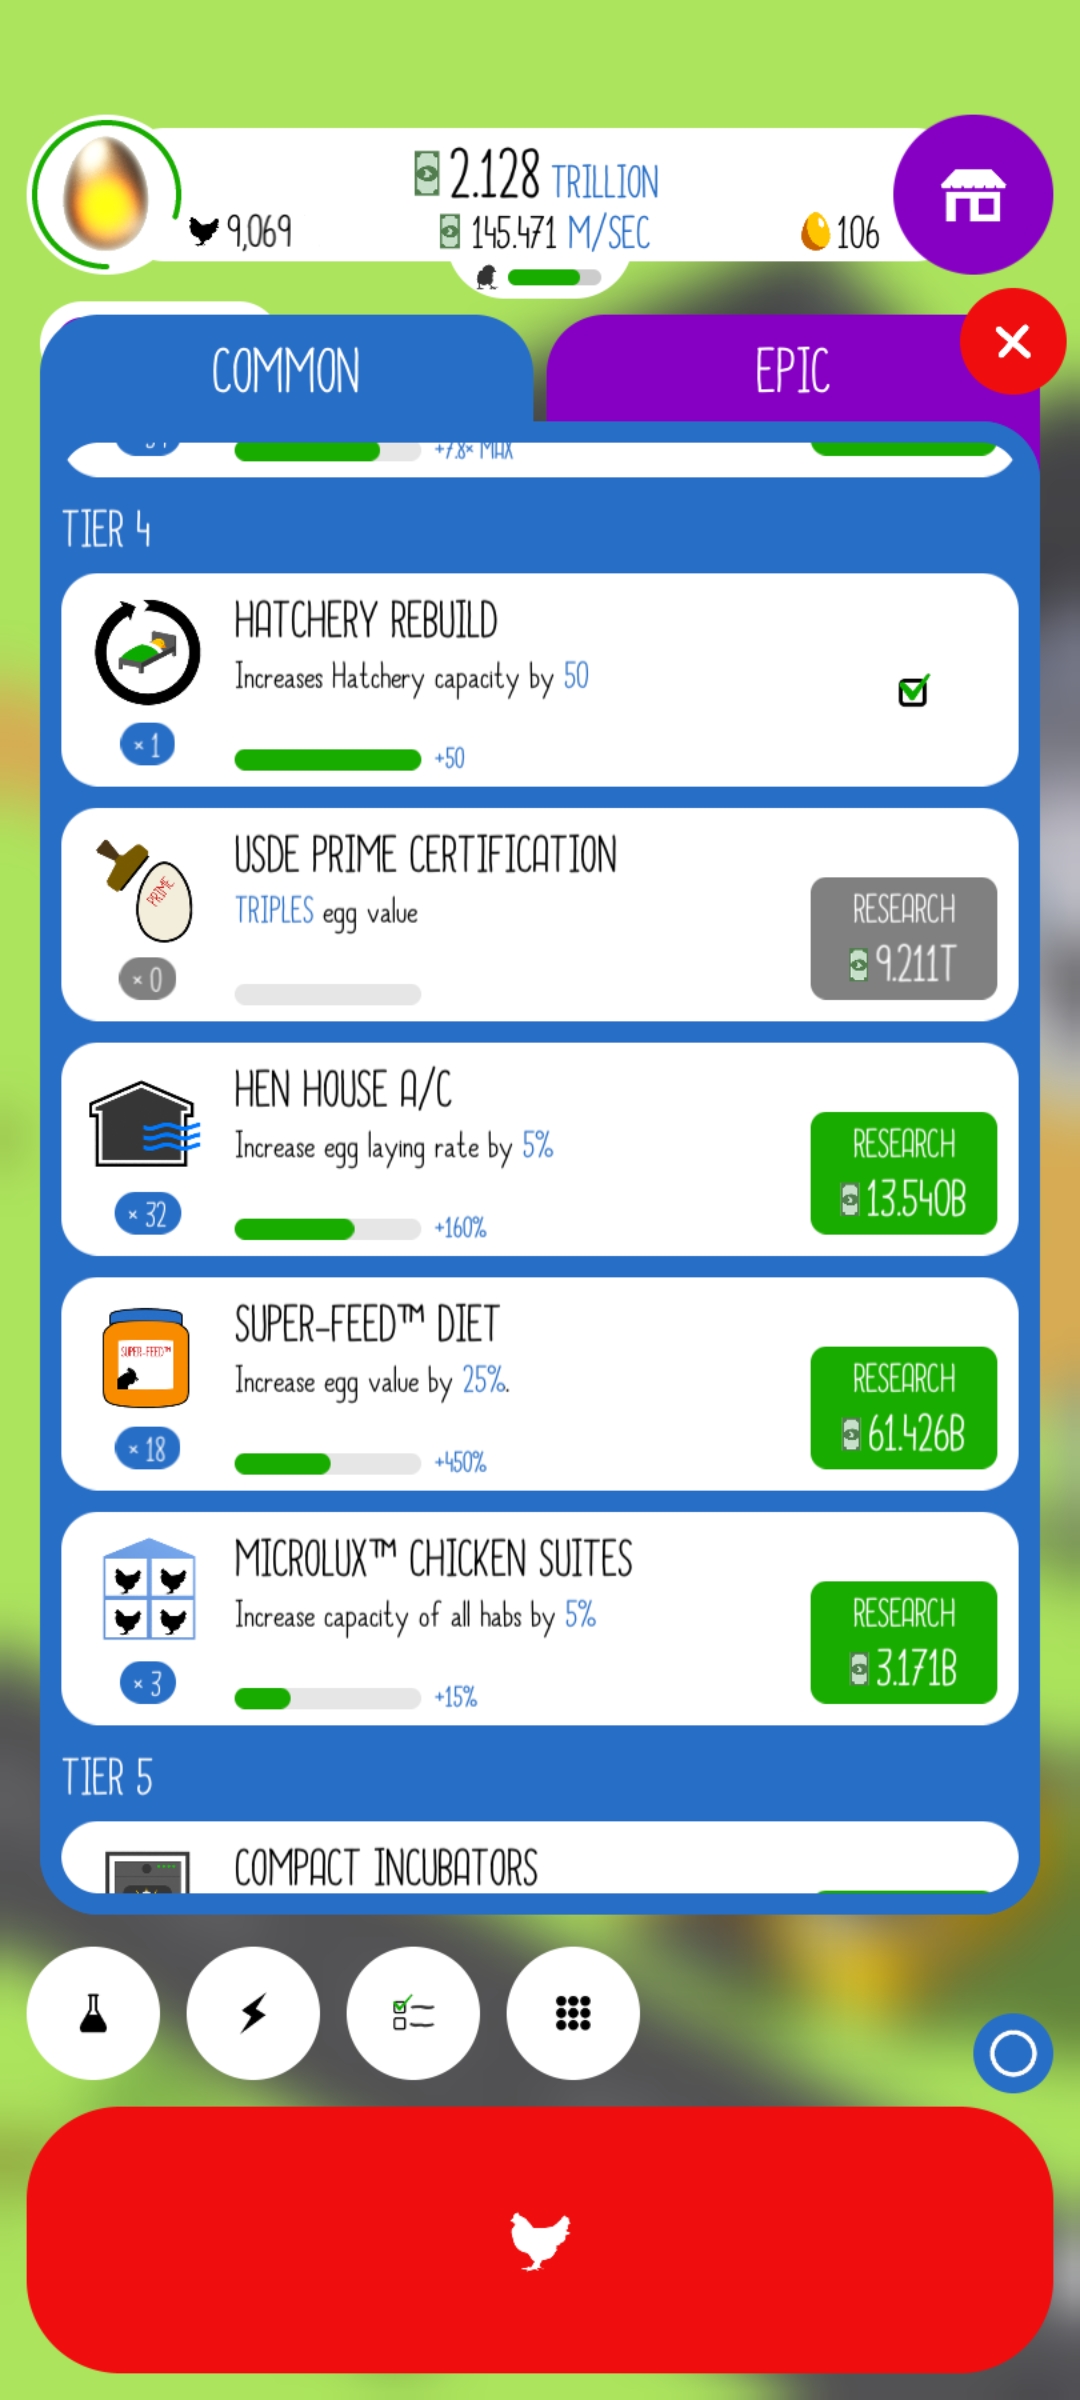 2.128 TRILLION
9,069
145.471 M/SEC
106
COMMON
EPIC
+7.8× MAX
TIER 4
HATCHERY REBUILD
Increases Hatchery capacity by 50
× 1
+50
USDE PRIME CERTIFICATION
TRIPLES egg value
PRIME
RESEARCH
9.211T
× 0
HEN HOUSE A/C
Increase egg laying rate by 5%
RESEARCH
13.540B
× 32
+160%
SUPER-FEED™ DIET
Increase egg value by 25%.
SUPER-FEED™
RESEARCH
61.426B
× 18
+450%
MICROLUX™ CHICKEN SUITES
Increase capacity of all habs by 5%
RESEARCH
3.171B
× 3
+15%
TIER 5
COMPACT INCUBATORS